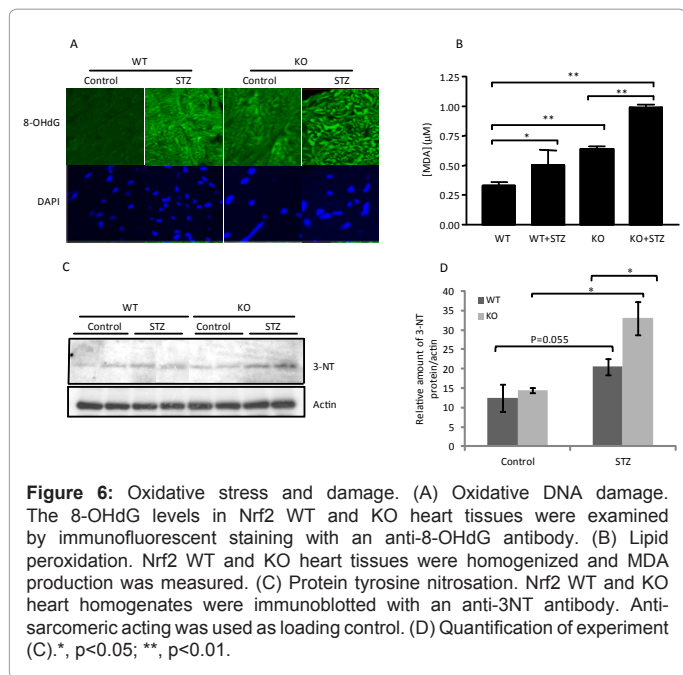 A
WT
KO
Control
STZ
Control
STZ
8-OHdG
DAPI
B
[MDA] (µM)
1.25
1.00
0.75
0.50
0.25
0.00
**
**
**
*
WT
WT+STZ
KO
KO+STZ
C
WT
KO
Control
STZ
Control
STZ
3-NT
Actin
D
WT
KO
Relative amount of 3-NT
protein/actin
40
35
30
25
20
15
10
5
0
*
*
P=0.055
Control
STZ
Figure 6: Oxidative stress and damage. (A) Oxidative DNA damage.
The 8-OHdG levels in Nrf2 WT and KO heart tissues were examined
by immunofluorescent staining with an anti-8-OHdG antibody. (B) Lipid
peroxidation. Nrf2 WT and KO heart tissues were homogenized and MDA
production was measured. (C) Protein tyrosine nitrosation. Nrf2 WT and KO
heart homogenates were immunoblotted with an anti-3NT antibody. Anti-
sarcomeric acting was used as loading control. (D) Quantification of experiment
(C).*, p<0.05; **, p<0.01.